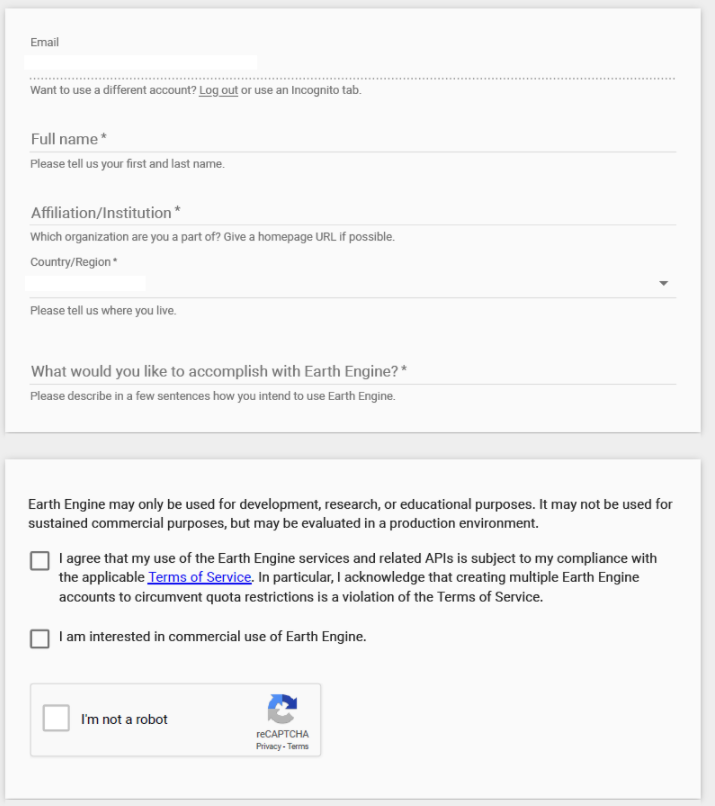 Email
Want to use a different account? Log out or use an Incognito tab.
Full name *
Please tell us your first and last name.
Affiliation/Institution *
Which organization are you a part of? Give a homepage URL if possible.
Country/Region *
Please tell us where you live.
What would you like to accomplish with Earth Engine? *
Please describe in a few sentences how you intend to use Earth Engine.
Earth Engine may only be used for development, research, or educational purposes. It may not be used for
sustained commercial purposes, but may be evaluated in a production environment.
I agree that my use of the Earth Engine services and related APIs is subject to my compliance with
the applicable Terms of Service. In particular, I acknowledge that creating multiple Earth Engine
accounts to circumvent quota restrictions is a violation of the Terms of Service.
I am interested in commercial use of Earth Engine.
I'm not a robot
reCAPTCHA
Privacy - Terms